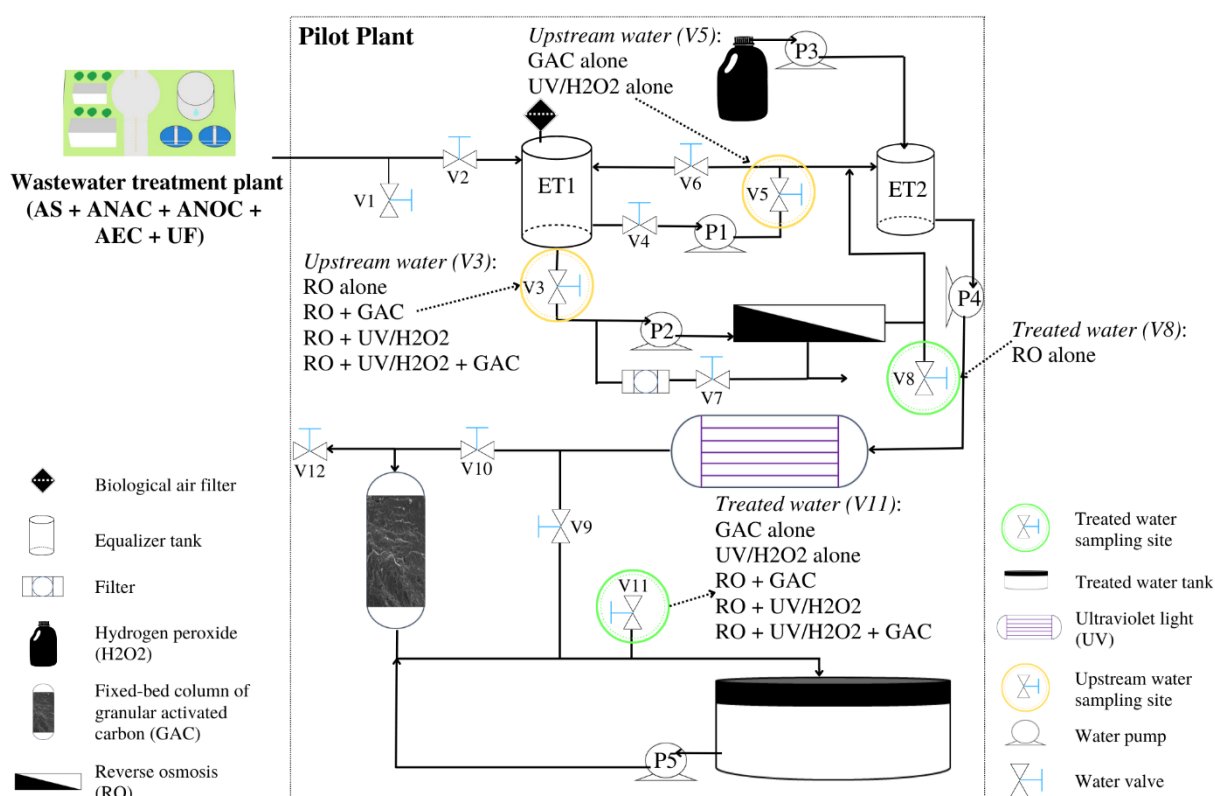 Pilot Plant
Upstream water (V5):
GAC alone
UV/H2O2 alone
P3
Wastewater treatment plant
(AS + ANAC + ANOC +
AEC + UF)
V1
V2
ET1
V6
V5
ET2
V4
P1
Upstream water (V3):
RO alone
RO + GAC
RO + UV/H2O2
RO + UV/H2O2 + GAC
V3
P2
V7
P4
Treated water (V8):
RO alone
V8
V12
V10
V9
Treated water (V11):
GAC alone
UV/H2O2 alone
RO + GAC
RO + UV/H2O2
RO + UV/H2O2 + GAC
V11
P5
Biological air filter
Equalizer tank
Filter
Hydrogen peroxide
(H2O2)
Fixed-bed column of
granular activated
carbon (GAC)
Reverse osmosis
(RO)
Treated water
sampling site
Treated water tank
Ultraviolet light
(UV)
Upstream water
sampling site
Water pump
Water valve